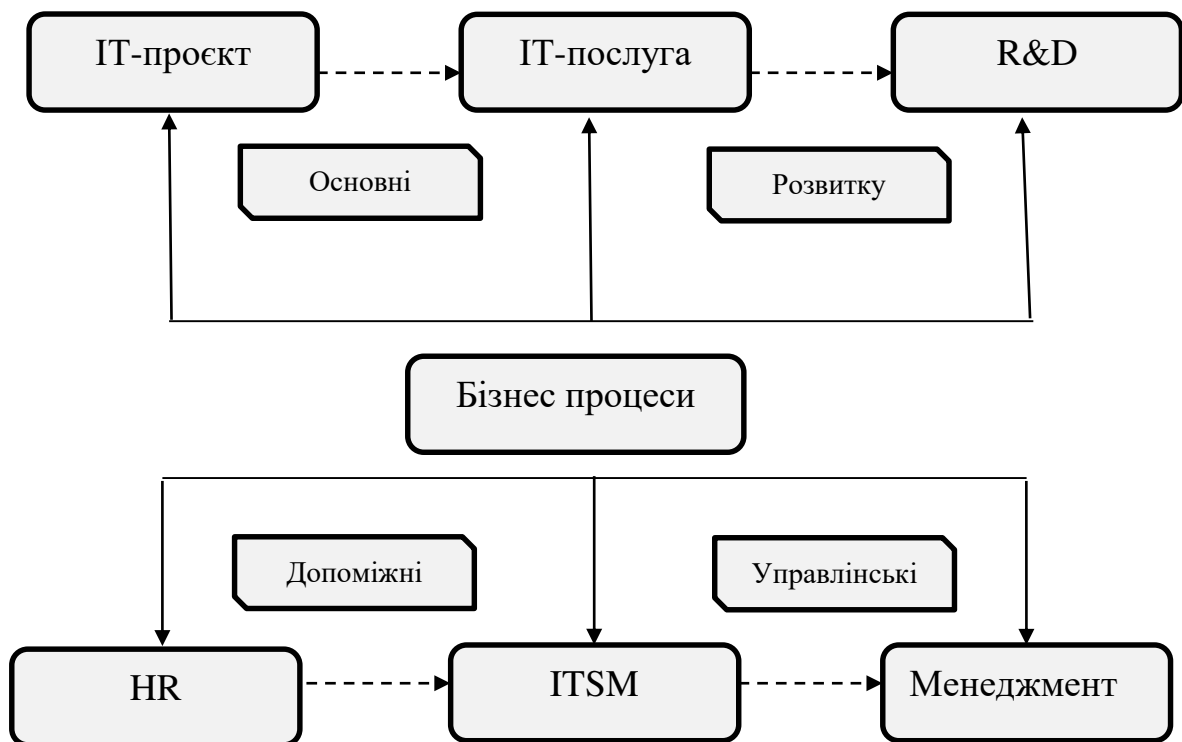 ІТ-проєкт
ІТ-послуга
R&D
Основні
Розвитку
Бізнес процеси
Допоміжні
Управлінські
HR
ITSM
Менеджмент